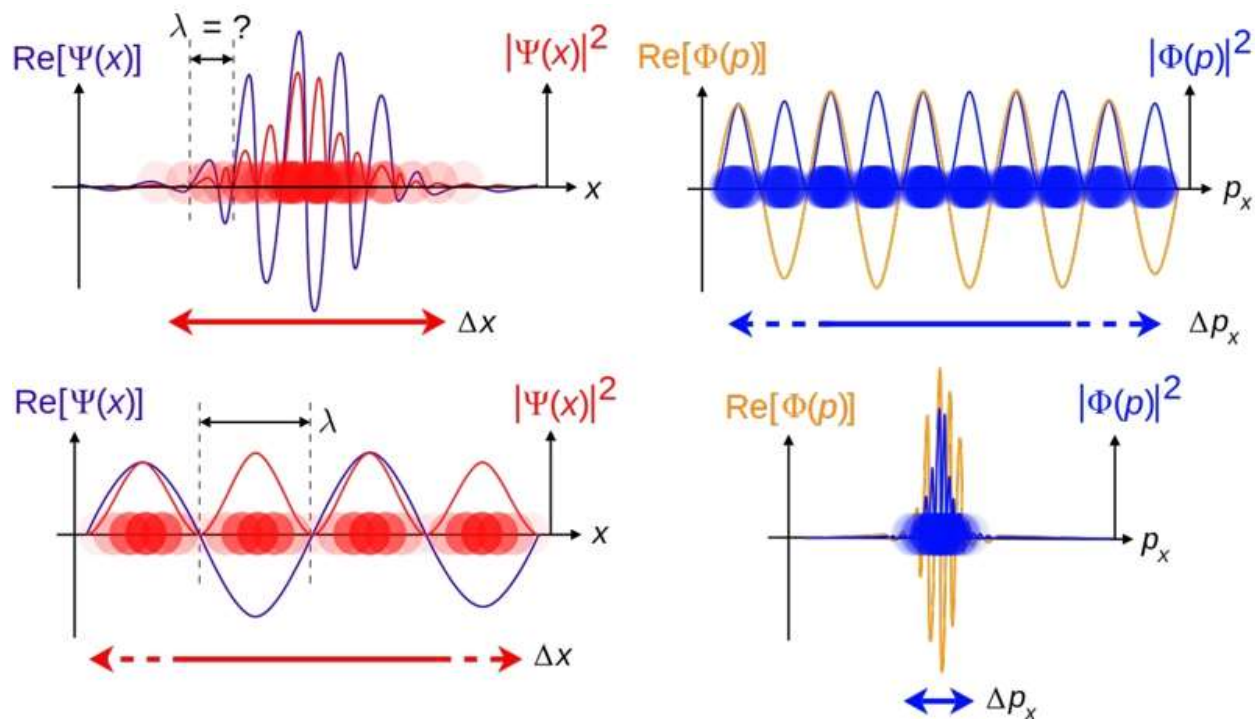 λ = ?
Re[Ψ(x)]
|Ψ(x)|²
x
Δx
Re[Φ(p)]
|Φ(p)|²
pₓ
Δpₓ
Re[Ψ(x)]
λ
|Ψ(x)|²
x
Δx
Re[Φ(p)]
|Φ(p)|²
pₓ
Δpₓ